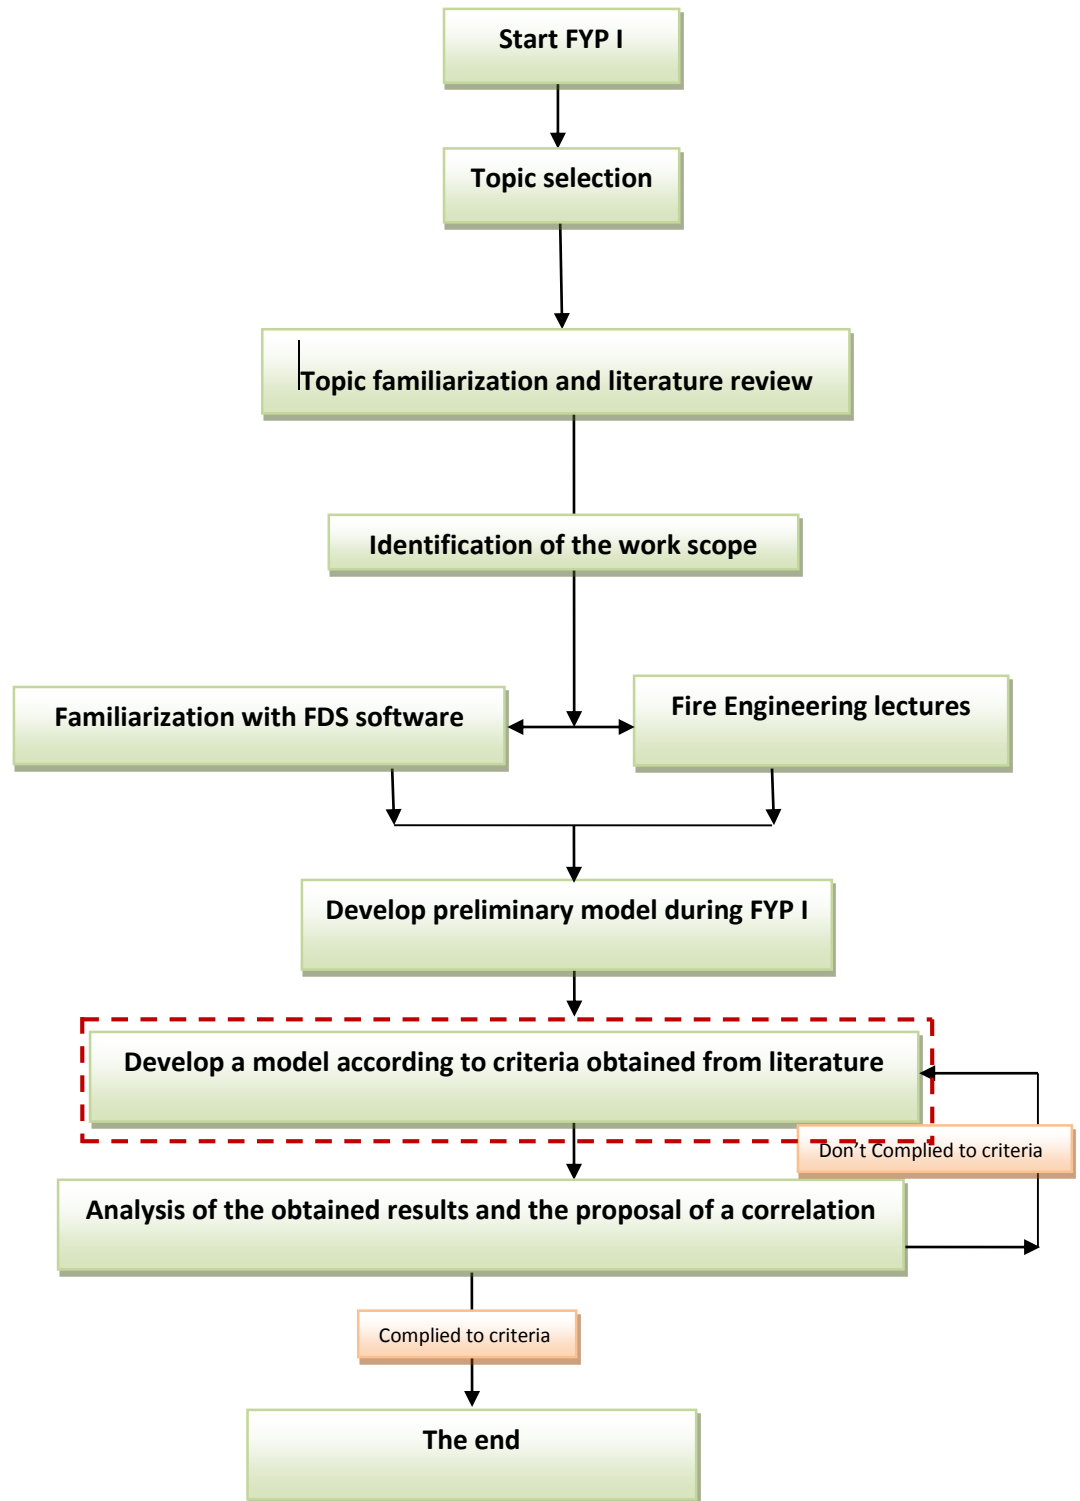 Start FYP I
Topic selection
Topic familiarization and literature review
Identification of the work scope
Familiarization with FDS software
Fire Engineering lectures
Develop preliminary model during FYP I
Develop a model according to criteria obtained from literature
Don't Complied to criteria
Analysis of the obtained results and the proposal of a correlation
Complied to criteria
The end